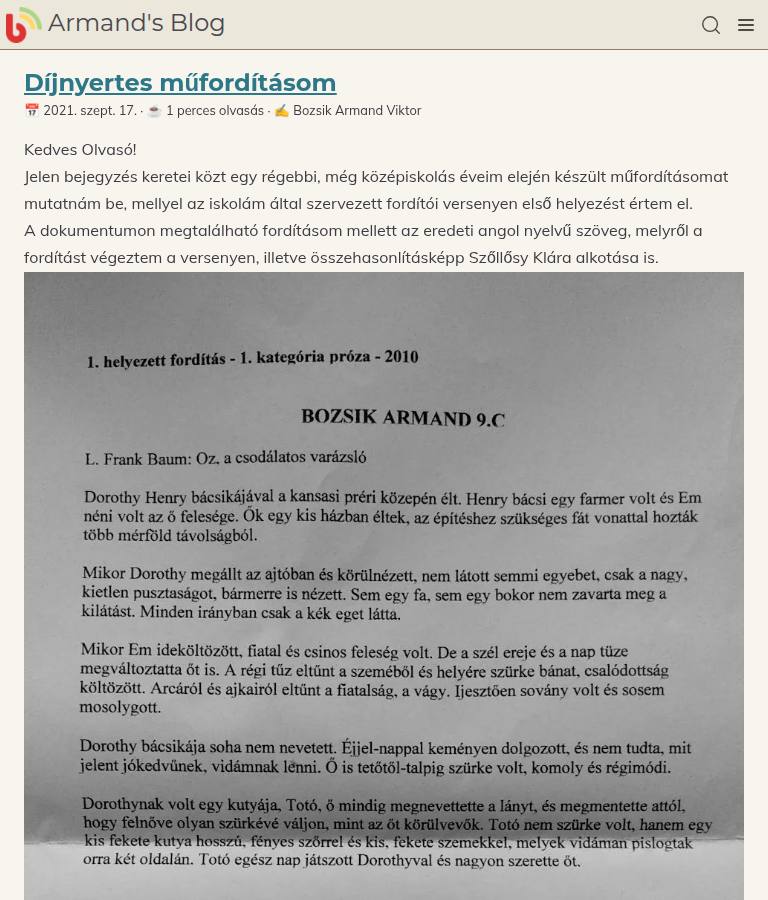 Armand's Blog
Díjnyertes műfordításom
2021. szept. 17. · 1 perces olvasás · Bozsik Armand Viktor
Kedves Olvasó!
Jelen bejegyzés keretei közt egy régebbi, még középiskolás éveim elején készült műfordításomat
mutatnám be, mellyel az iskolám által szervezett fordítói versenyen első helyezést értem el.
A dokumentumon megtalálható fordításom mellett az eredeti angol nyelvű szöveg, melyről a
fordítást végeztem a versenyen, illetve összehasonlításképp Szőllősy Klára alkotása is.
1. helyezett fordítás - 1. kategória próza - 2010
BOZSIK ARMAND 9.C
L. Frank Baum: Oz, a csodálatos varázsló
Dorothy Henry bácsikájával a kansasi préri közepén élt. Henry bácsi egy farmer volt és Em
néni volt az ő felesége. Ők egy kis házban éltek, az építéshez szükséges fát vonattal hozták
több mérföld távolságból.
Mikor Dorothy megállt az ajtóban és körülnézett, nem látott semmi egyebet, csak a nagy,
kietlen pusztaságot, bármerre is nézett. Sem egy fa, sem egy bokor nem zavarta meg a
kilátást. Minden irányban csak a kék eget látta.
Mikor Em ideköltözött, fiatal és csinos feleség volt. De a szél ereje és a nap tüze
megváltoztatta őt is. A régi tűz eltűnt a szeméből és helyére szürke bánat, csalódottság
költözött. Arcáról és ajkairól eltűnt a fiatalság, a vágy. Ijesztően sovány volt és sosem
mosolygott.
Dorothy bácsikája soha nem nevetett. Éjjel-nappal keményen dolgozott, és nem tudta, mit
jelent jókedvűnek, vidámnak lenni. Ő is tetőtől-talpig szürke volt, komoly és régimódi.
Dorothynak volt egy kutyája, Totó, ő mindig megnevettette a lányt, és megmentette attól,
hogy felnőve olyan szürkévé váljon, mint az őt körülvevők. Totó nem szürke volt, hanem egy
kis fekete kutya hosszú, fényes szőrrel és kis, fekete szemekkel, melyek vidáman pislogtak
orra két oldalán. Totó egész nap játszott Dorothyval és nagyon szerette őt.